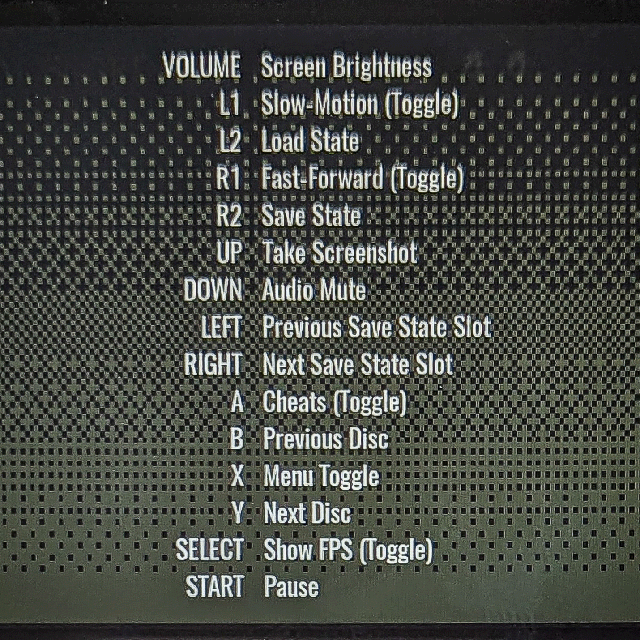 VOLUME Screen Brightness
L1 Slow-Motion (Toggle)
L2 Load State
R1 Fast-Forward (Toggle)
R2 Save State
UP Take Screenshot
DOWN Audio Mute
LEFT Previous Save State Slot
RIGHT Next Save State Slot
A Cheats (Toggle)
B Previous Disc
X Menu Toggle
Y Next Disc
SELECT Show FPS (Toggle)
START Pause